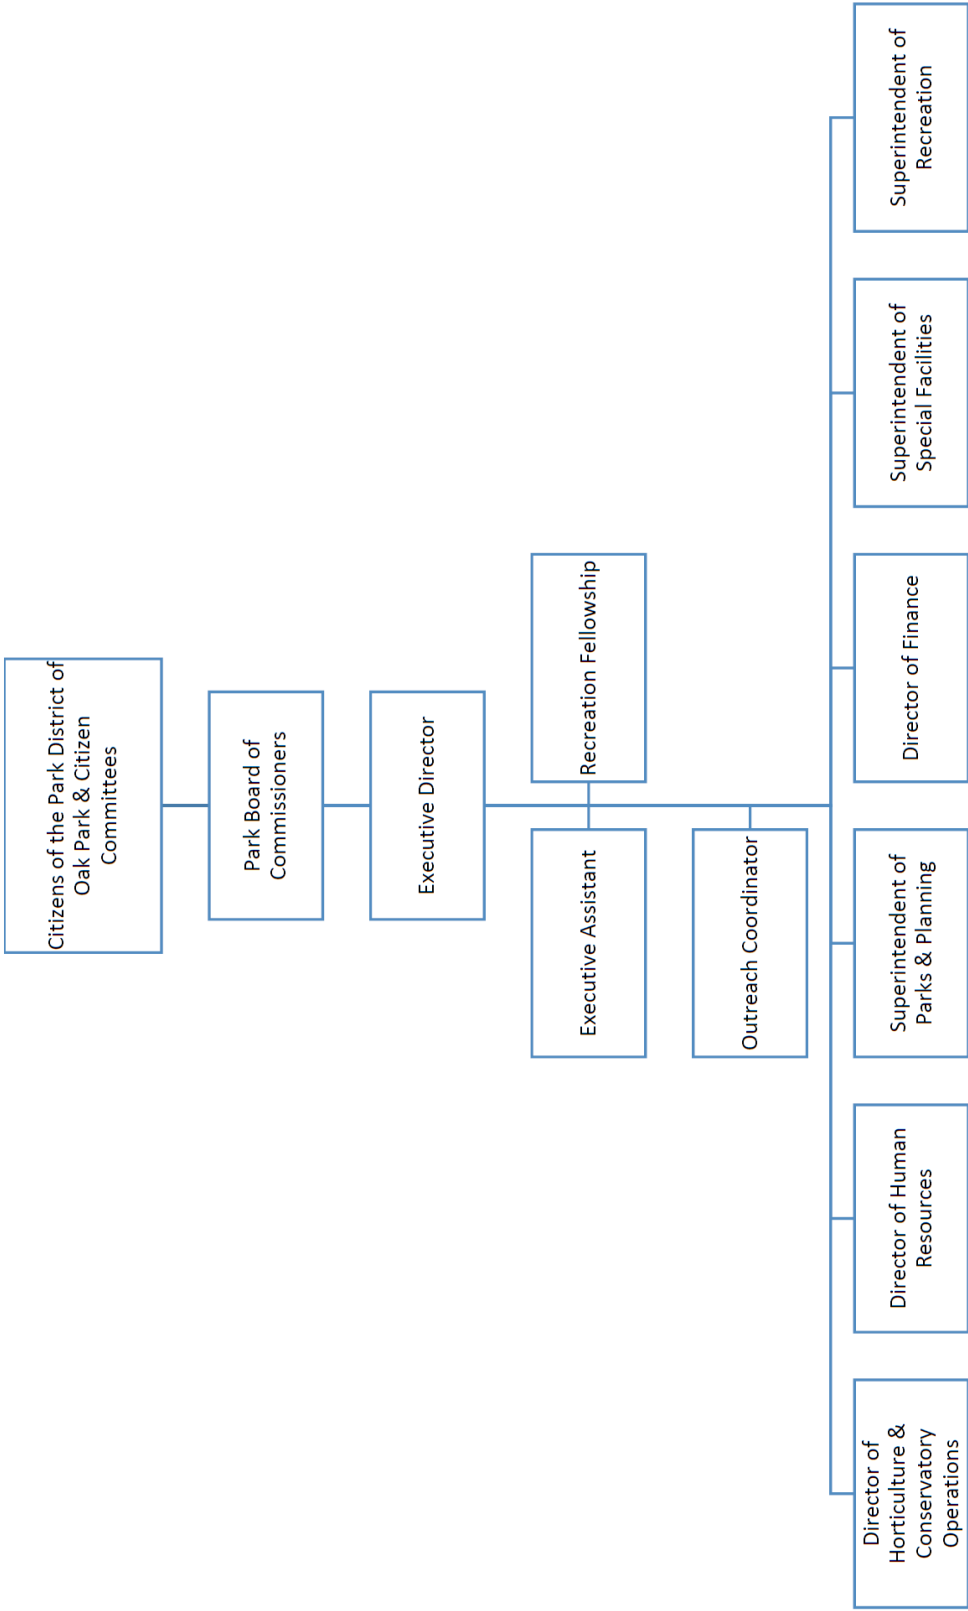 Citizens of the Park District of
Oak Park & Citizen
Committees
Park Board of
Commissioners
Executive Director
Executive Assistant
Recreation Fellowship
Outreach Coordinator
Director of
Horticulture &
Conservatory
Operations
Director of Human
Resources
Superintendent of
Parks & Planning
Director of Finance
Superintendent of
Special Facilities
Superintendent of
Recreation